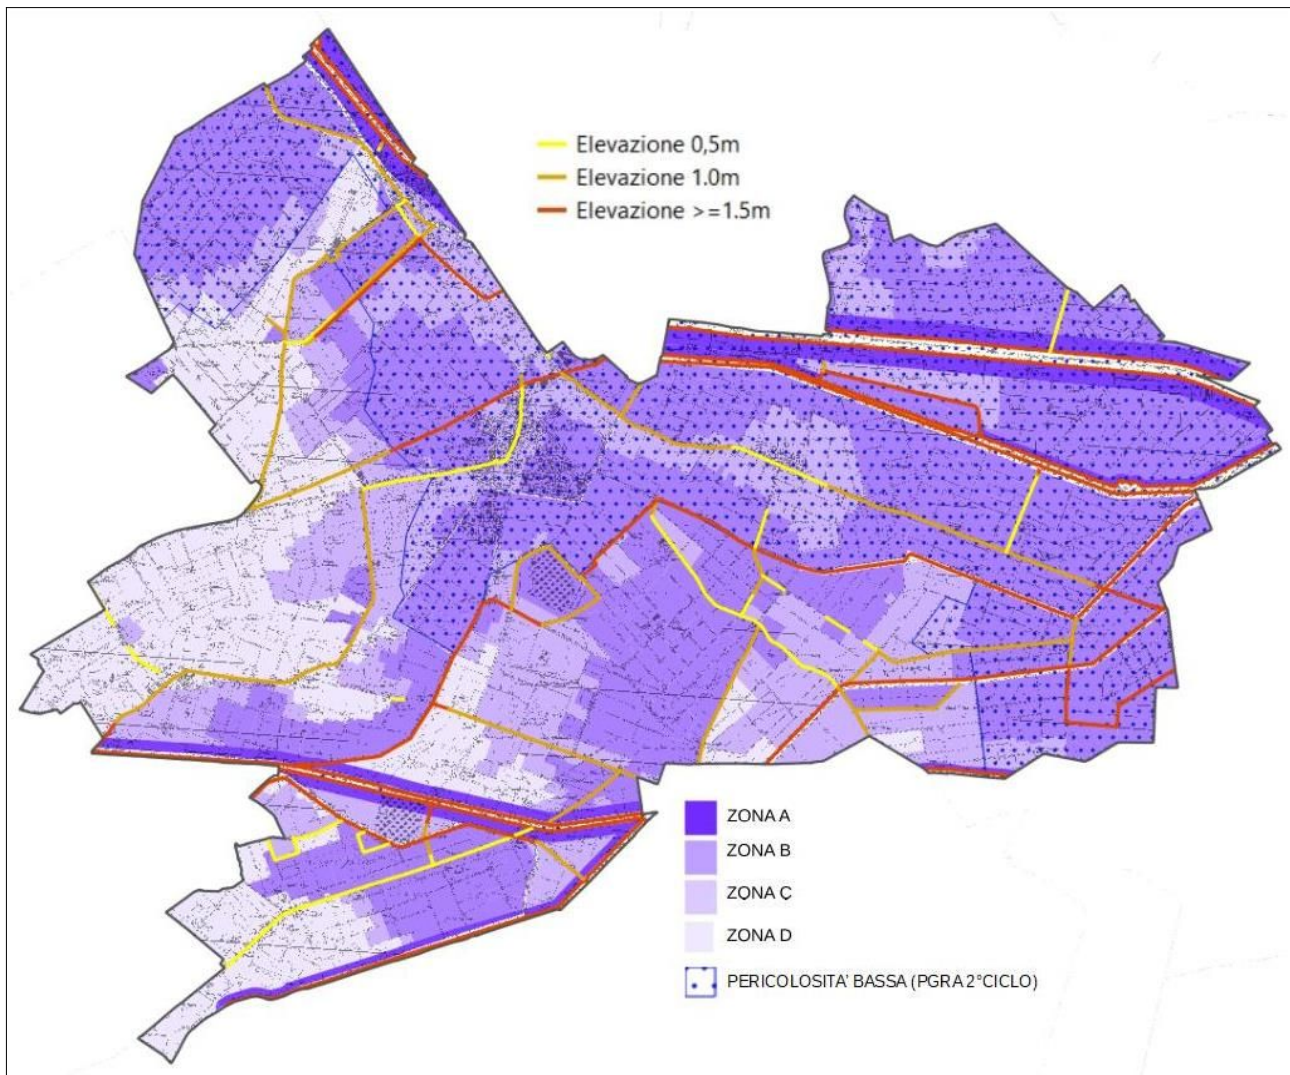 Elevazione 0,5m
Elevazione 1.0m
Elevazione >=1.5m
ZONA A
ZONA B
ZONA C
ZONA D
PERICOLOSITA' BASSA (PGRA 2°CICLO)